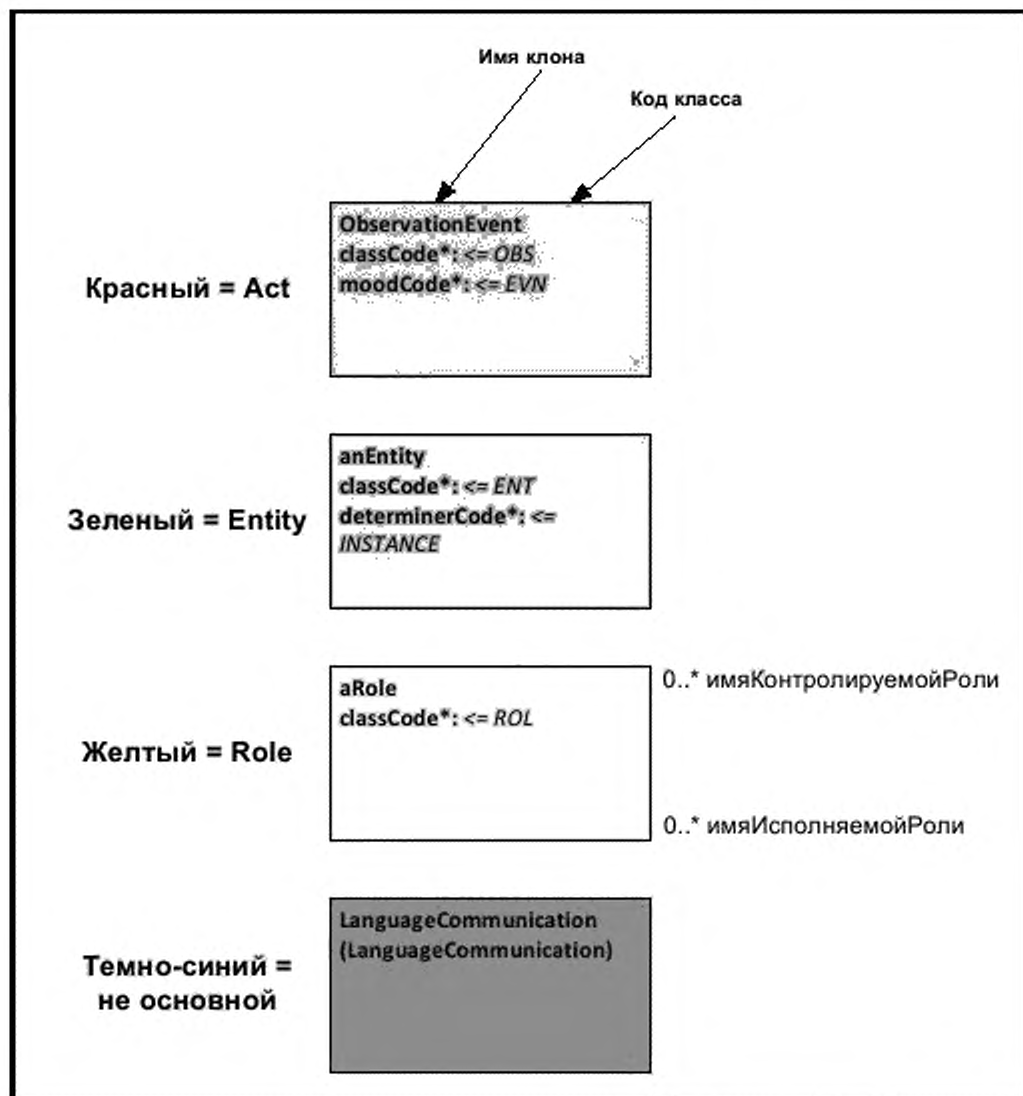 Имя клона
Код класса
Красный = Act
ObservationEvent
classCode*: <= OBS
moodCode*: <= EVN
Зеленый = Entity
anEntity
classCode*: <= ENT
determinerCode*: <=
INSTANCE
Желтый = Role
aRole
classCode*: <= ROL
0..* имяКонтролируемойРоли
0..* имяИсполняемойРоли
Темно-синий =
не основной
LanguageCommunication
(LanguageCommunication)